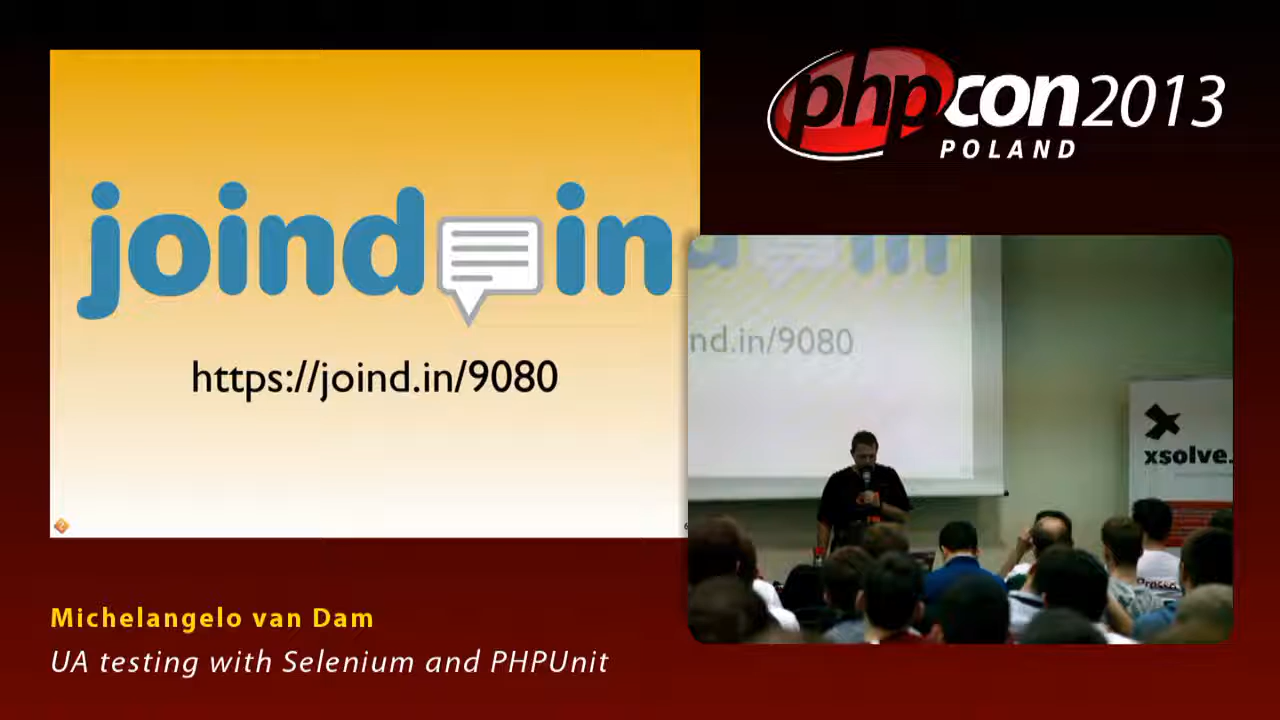 joind in
https://joind.in/9080
phpcon2013
POLAND
in
nd.in/9080
xsolve.
Michelangelo van Dam
UA testing with Selenium and PHPUnit